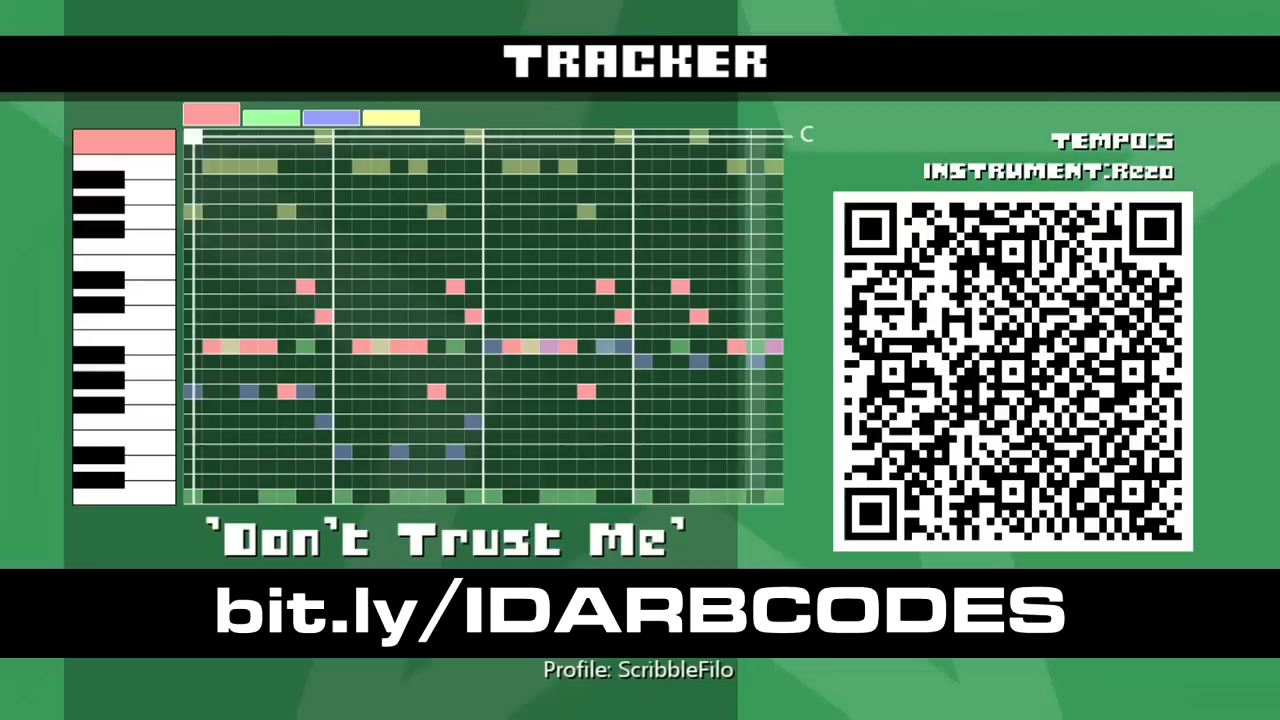 TRACKER
C
TEMPO:5
INSTRUMENT:Rezo
'Don't Trust Me'
bit.ly/IDARBCODES
Profile: ScribbleFilo